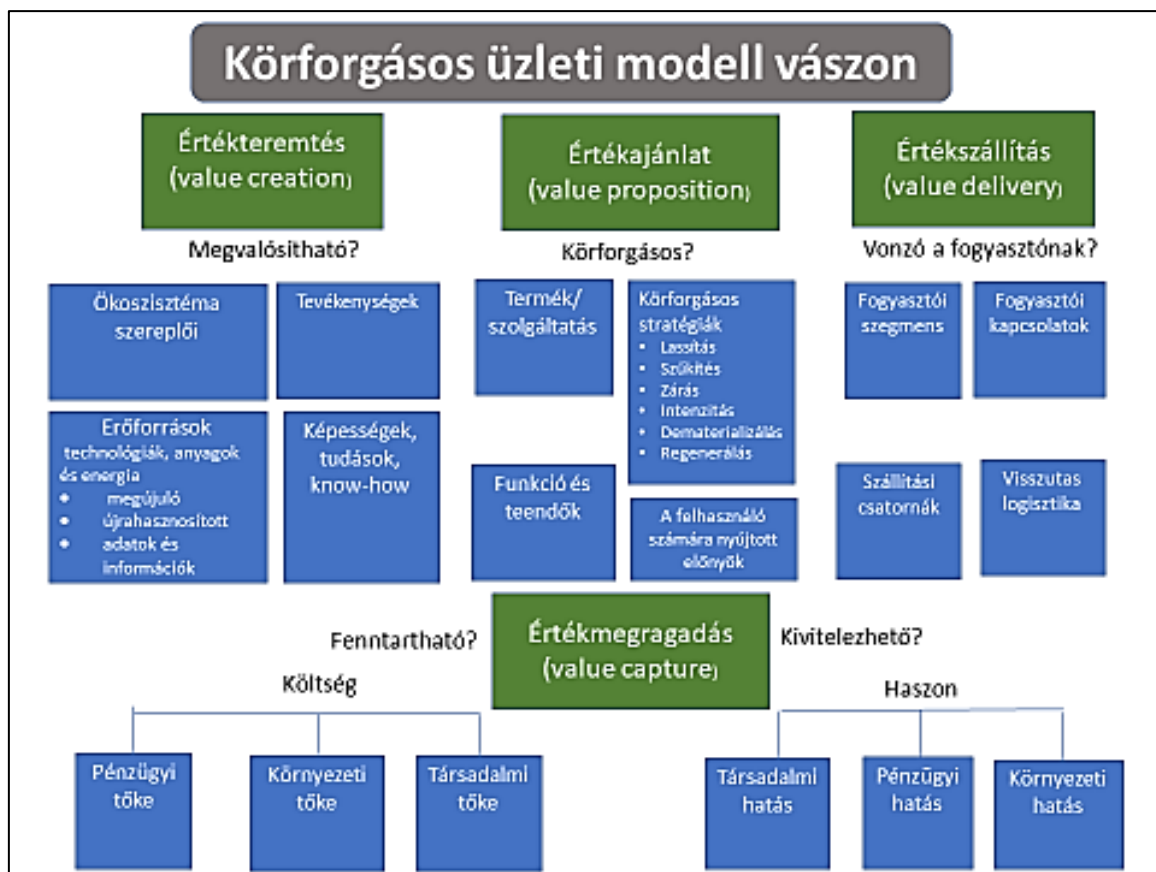 Körforgásos üzleti modell vászon
Értékteremtés
(value creation)
Értékajánlat
(value proposition)
Értékszállítás
(value delivery)
Megvalósítható?
Körforgásos?
Vonzó a fogyasztónak?
Ökoszisztéma
szereplői
Tevékenységek
Erőforrások
technológiák, anyagok
és energia
• megújuló
• újrahasznosított
• adatok és
információk
Képességek,
tudások,
know-how
Termék/
szolgáltatás
Körforgásos
stratégiák
• Lassítás
• Szűkítés
• Zárás
• Intenzitás
• Dematerializálás
• Regenerálás
Funkció és
teendők
A felhasználó
számára nyújtott
előnyök
Fogyasztói
szegmens
Fogyasztói
kapcsolatok
Szállítási
csatornák
Visszutas
logisztika
Fenntartható?
Értékmegragadás
(value capture)
Kivitelezhető?
Költség
Haszon
Pénzügyi
tőke
Környezeti
tőke
Társadalmi
tőke
Társadalmi
hatás
Pénzügyi
hatás
Környezeti
hatás